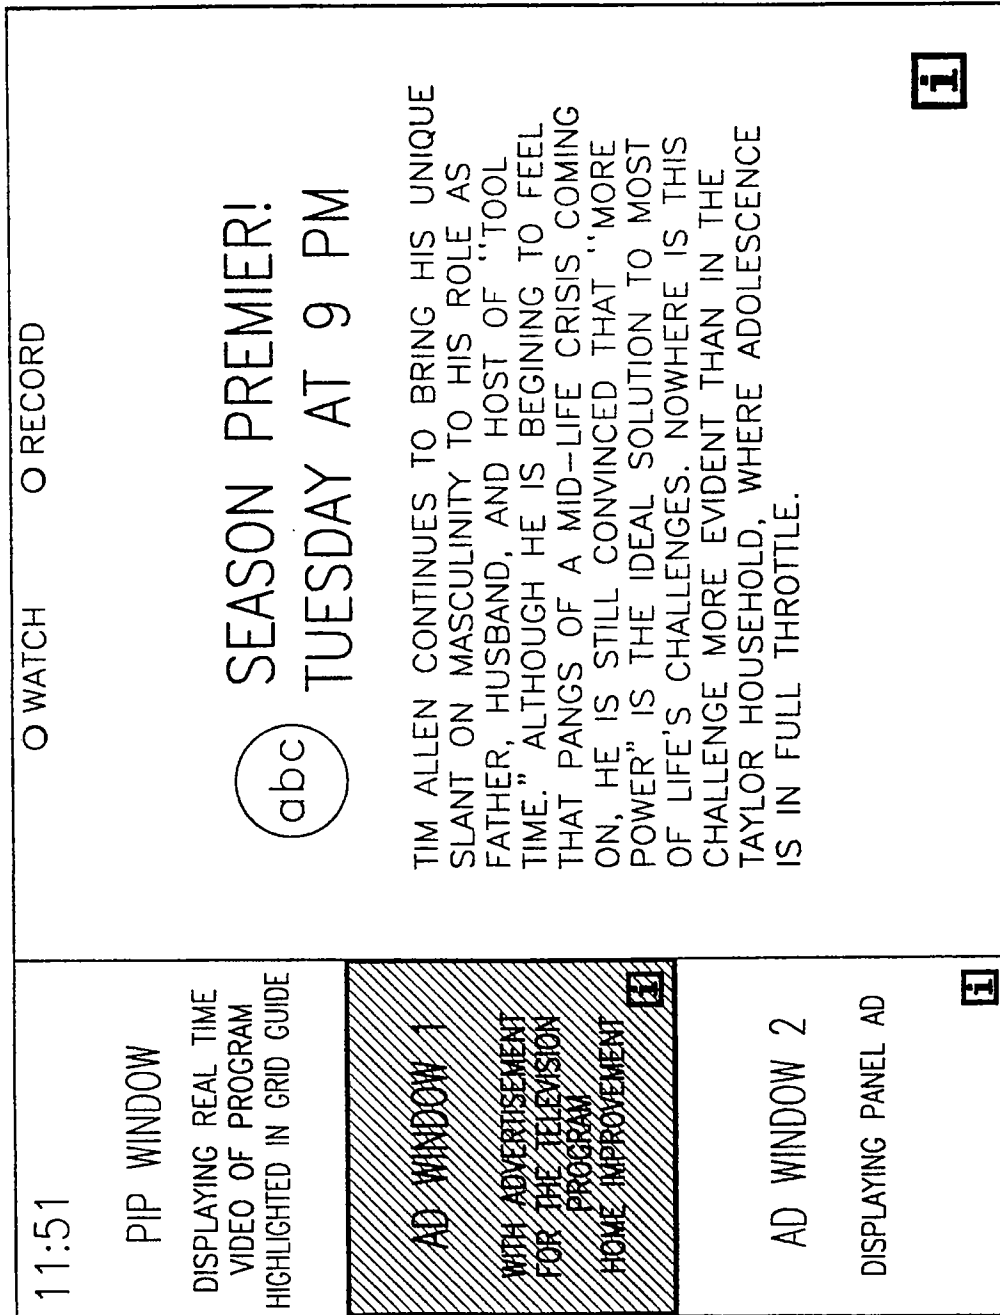 11:51
PIP WINDOW
DISPLAYING REAL TIME
VIDEO OF PROGRAM
HIGHLIGHTED IN GRID GUIDE
AD WINDOW 1
WITH ADVERTISEMENT
FOR THE TELEVISION
PROGRAM
HOME IMPROVEMENT
i
AD WINDOW 2
DISPLAYING PANEL AD
i
O WATCH O RECORD
abc
SEASON PREMIER!
TUESDAY AT 9 PM
TIM ALLEN CONTINUES TO BRING HIS UNIQUE
SLANT ON MASCULINITY TO HIS ROLE AS
FATHER, HUSBAND, AND HOST OF "TOOL
TIME." ALTHOUGH HE IS BEGINING TO FEEL
THAT PANGS OF A MID-LIFE CRISIS COMING
ON, HE IS STILL CONVINCED THAT "MORE
POWER" IS THE IDEAL SOLUTION TO MOST
OF LIFE'S CHALLENGES. NOWHERE IS THIS
CHALLENGE MORE EVIDENT THAN IN THE
TAYLOR HOUSEHOLD, WHERE ADOLESCENCE
IS IN FULL THROTTLE.
i